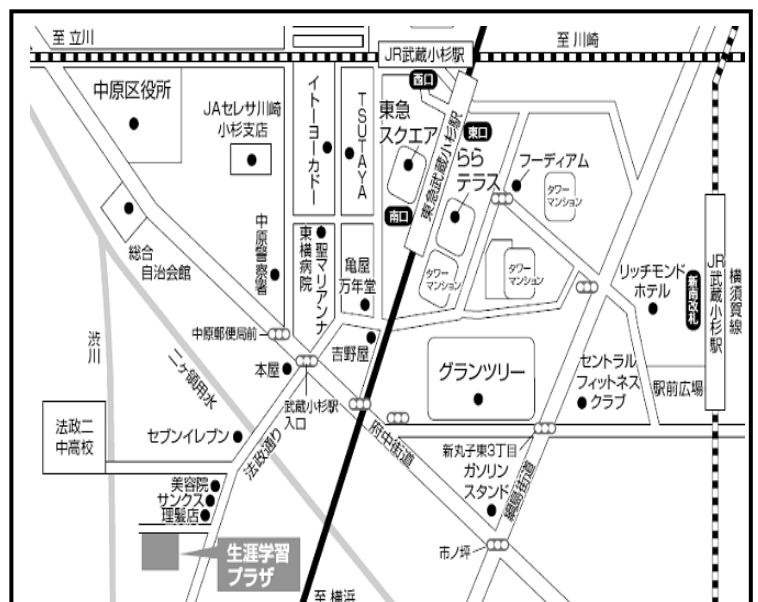 至 立川
JR武蔵小杉駅
至 川崎
中原区役所
JAセレサ川崎
小杉支店
イトーヨーカドー
TSUTAYA
西口
東急
スクエア
東急武蔵小杉駅
東口
らら
テラス
フーディアム
タワー
マンション
南口
総合
自治会館
中原警察署
聖マリアンナ
東横病院
亀屋
万年堂
タワー
マンション
タワー
マンション
リッチモンド
ホテル
新南改札
JR武蔵小杉駅
横須賀線
渋川
二ヶ領用水
中原郵便局前
本屋
武蔵小杉駅
入口
吉野屋
グランツリー
セントラル
フィットネス
クラブ
駅前広場
法政二
中高校
セブンイレブン
法政通り
府中街道
新丸子東3丁目
ガソリン
スタンド
綱島街道
美容院
サンクス
理髪店
生涯学習
プラザ
市ノ坪
至 横浜